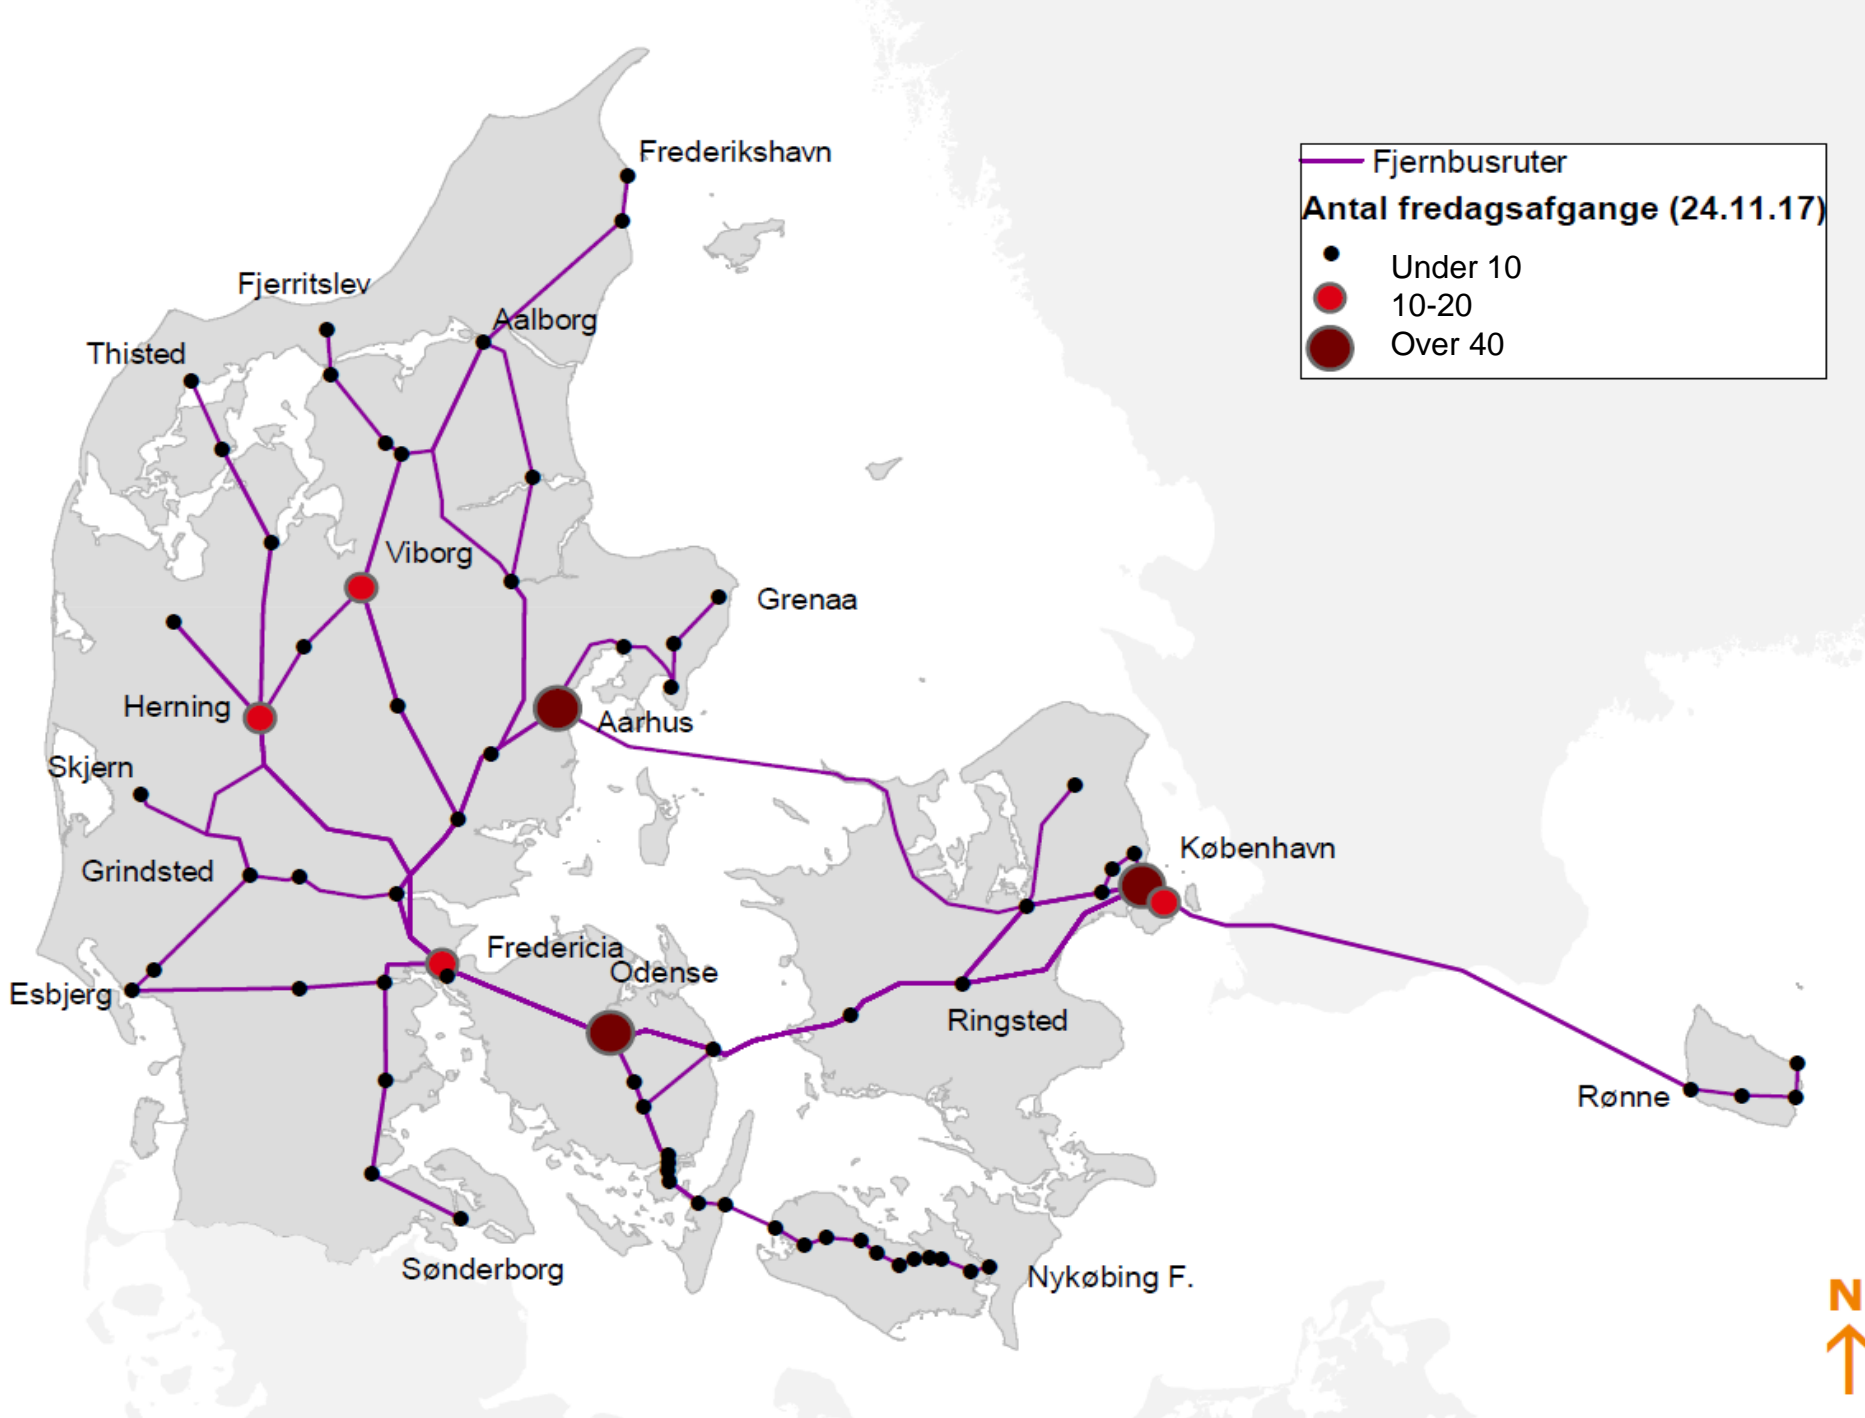 Frederikshavn
Fjernbusruter
Antal fredagsafgange (24.11.17)
Under 10
10-20
Over 40
Fjerritslev
Aalborg
Thisted
Viborg
Grenaa
Herning
Aarhus
Skjern
København
Grindsted
Fredericia
Odense
Esbjerg
Ringsted
Rønne
Sønderborg
Nykøbing F.
N